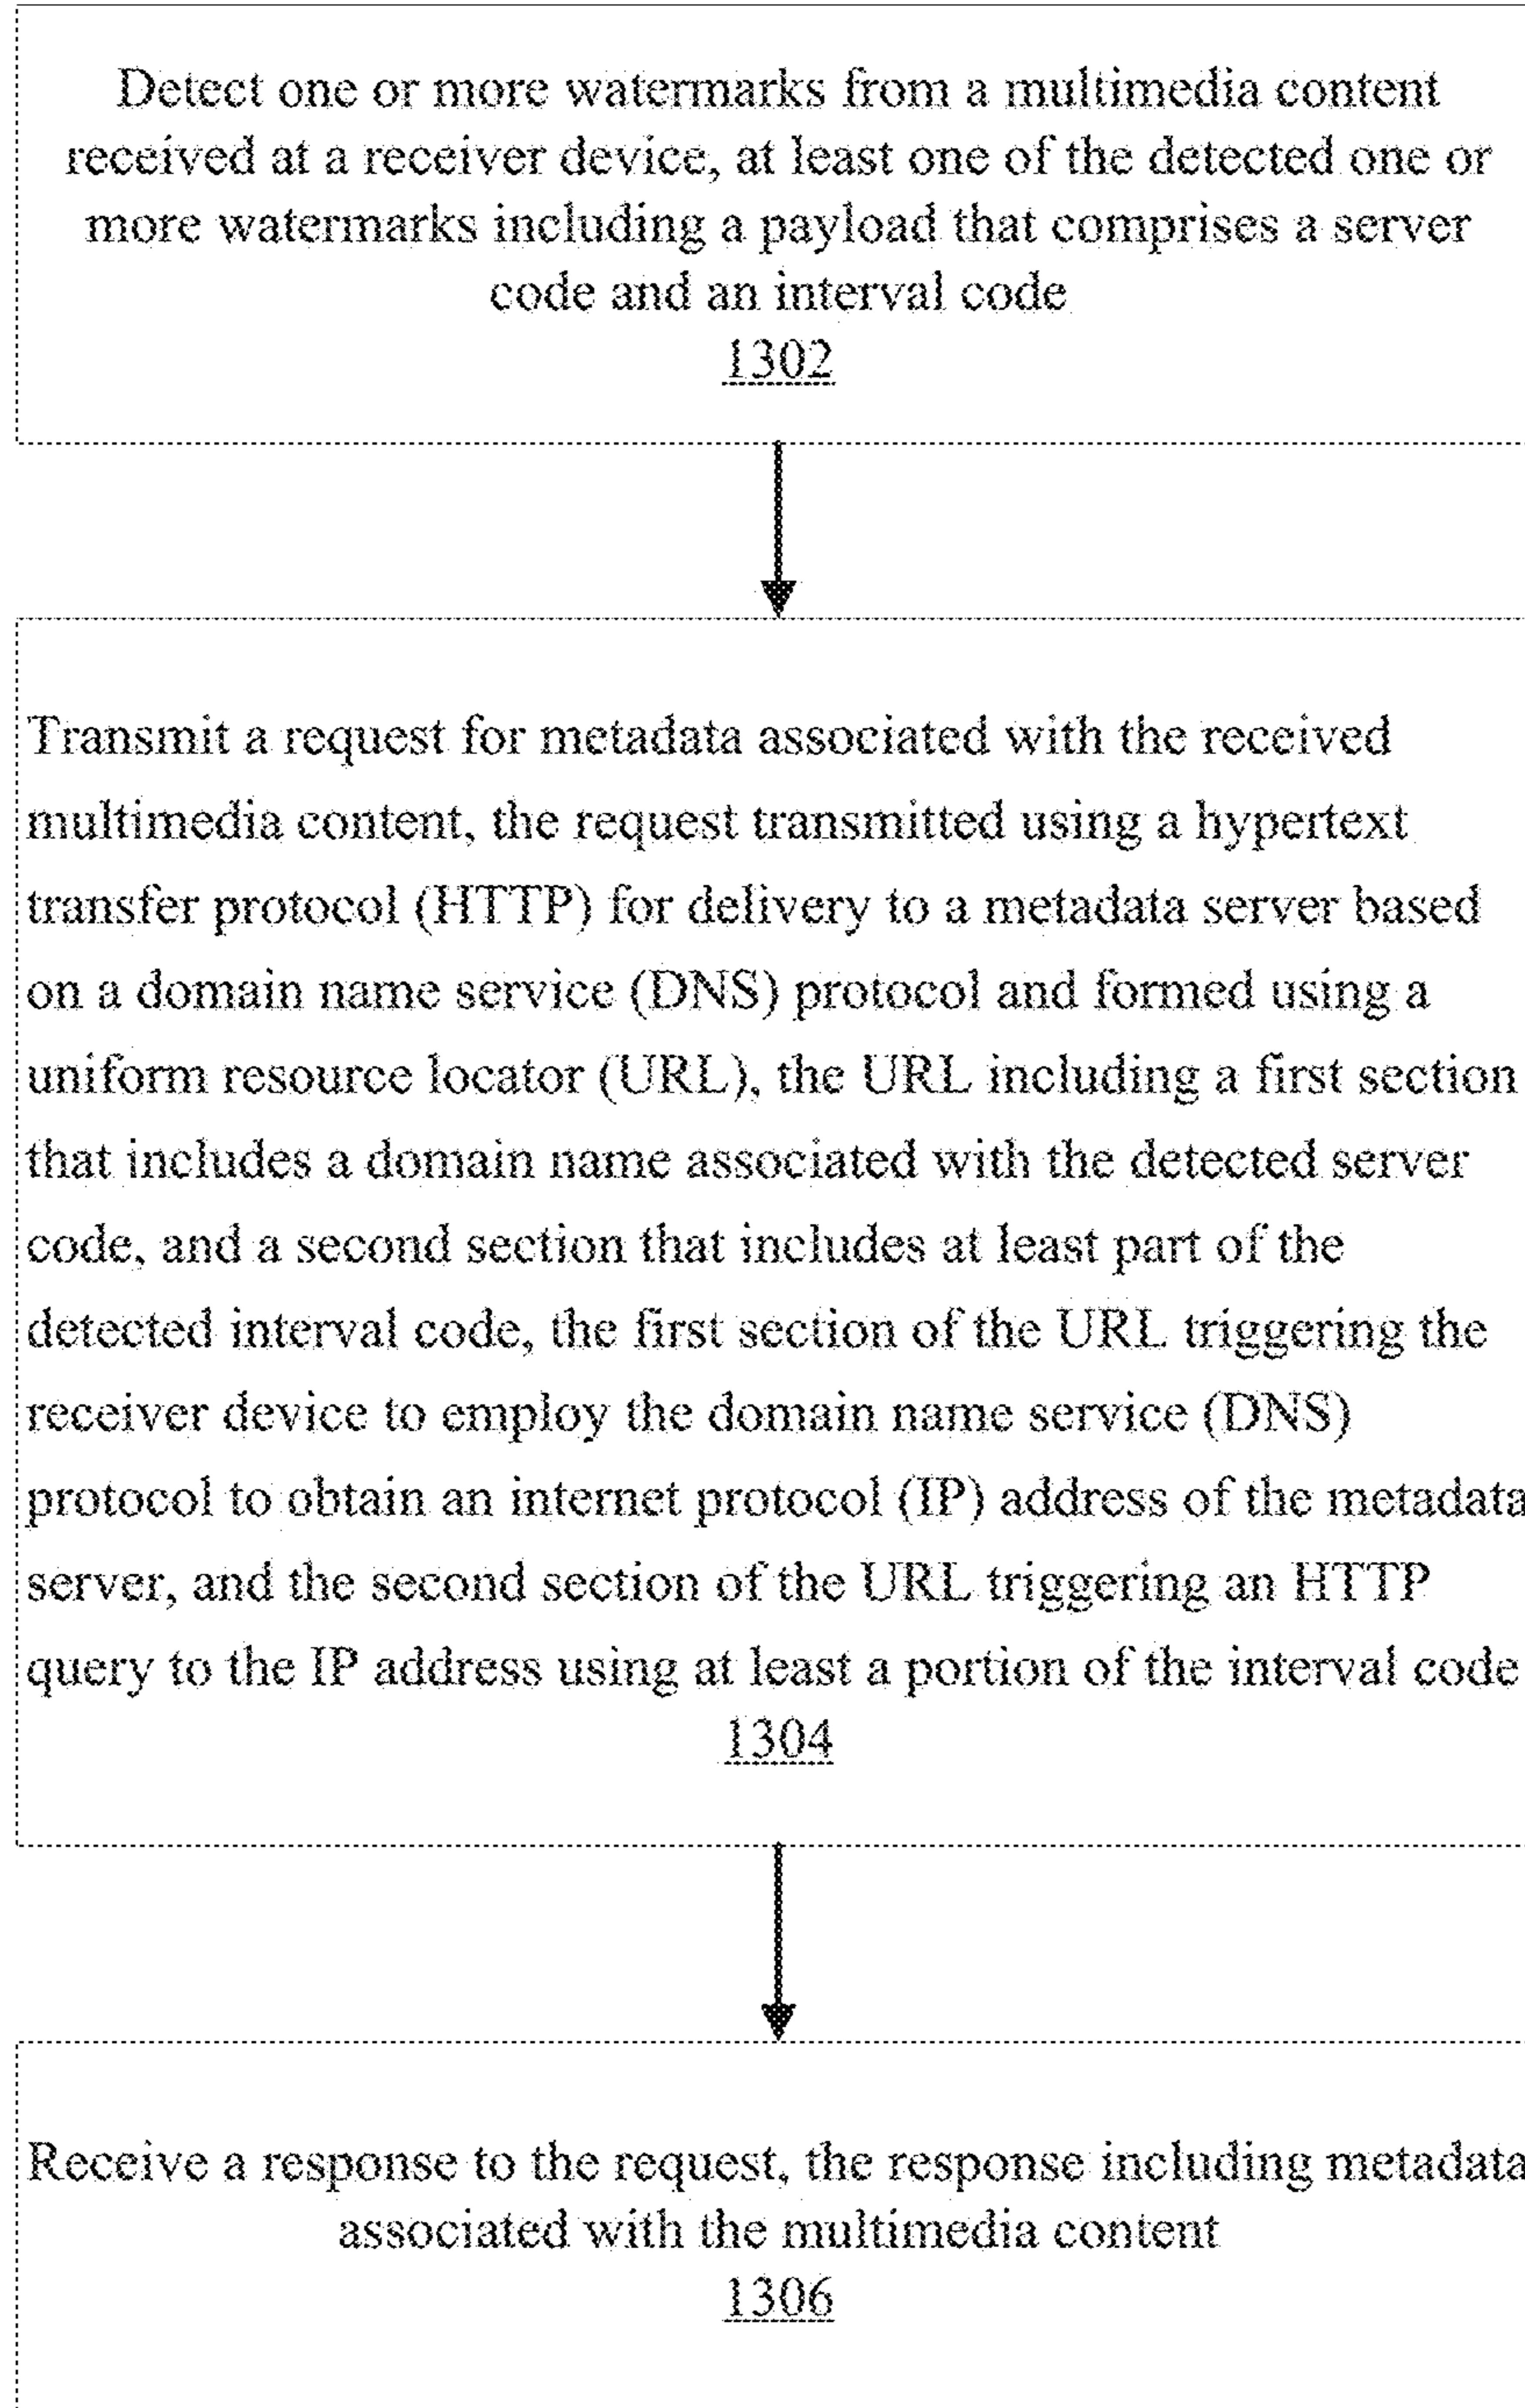 Detect one or more watermarks from a multimedia content
received at a receiver device, at least one of the detected one or
more watermarks including a payload that comprises a server
code and an interval code
1302
Transmit a request for metadata associated with the received
multimedia content, the request transmitted using a hypertext
transfer protocol (HTTP) for delivery to a metadata server based
on a domain name service (DNS) protocol and formed using a
uniform resource locator (URL), the URL including a first section
that includes a domain name associated with the detected server
code, and a second section that includes at least part of the
detected interval code, the first section of the URL triggering the
receiver device to employ the domain name service (DNS)
protocol to obtain an internet protocol (IP) address of the metadata
server, and the second section of the URL triggering an HTTP
query to the IP address using at least a portion of the interval code
1304
Receive a response to the request, the response including metadata
associated with the multimedia content
1306